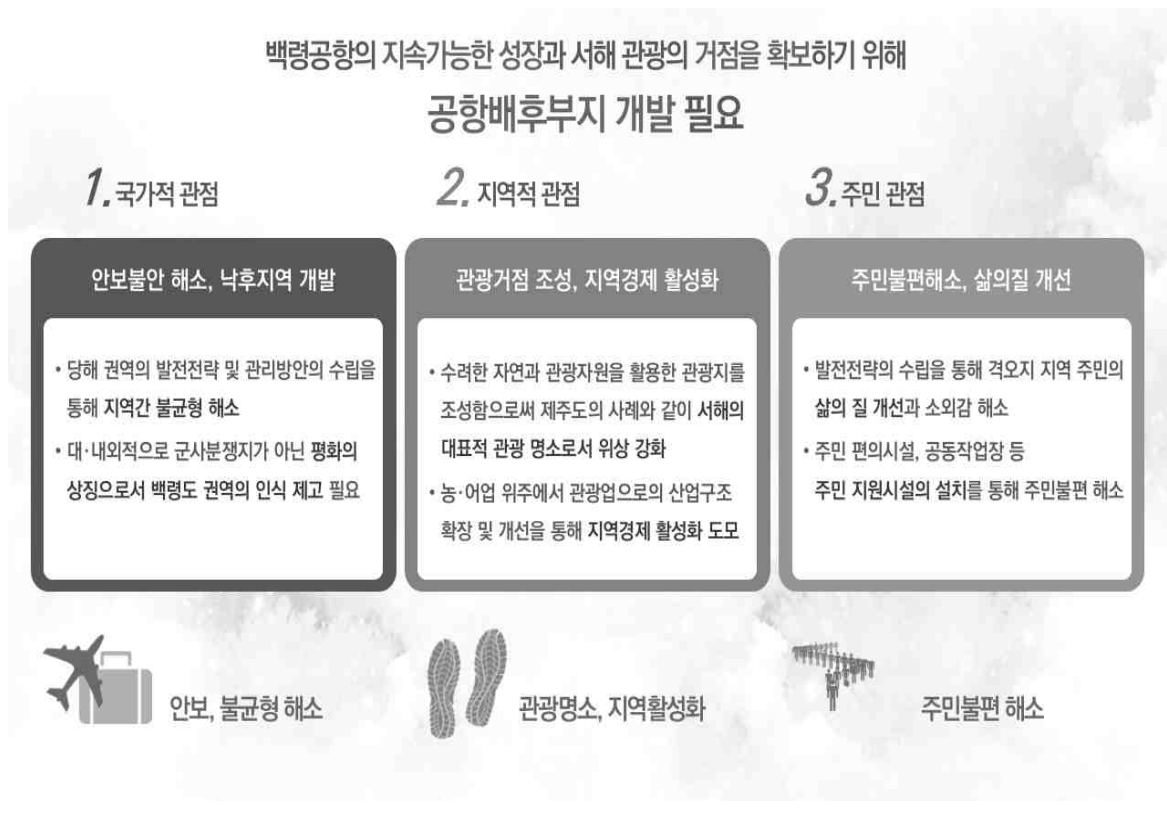 백령공항의 지속가능한 성장과 서해 관광의 거점을 확보하기 위해
공항배후부지 개발 필요
1. 국가적 관점
안보불안 해소, 낙후지역 개발
• 당해 권역의 발전전략 및 관리방안의 수립을
통해 지역간 불균형 해소
• 대·내외적으로 군사분쟁지가 아닌 평화의
상징으로서 백령도 권역의 인식 제고 필요
안보, 불균형 해소
2. 지역적 관점
관광거점 조성, 지역경제 활성화
• 수려한 자연과 관광자원을 활용한 관광지를
조성함으로써 제주도의 사례와 같이 서해의
대표적 관광 명소로서 위상 강화
• 농·어업 위주에서 관광업으로의 산업구조
확장 및 개선을 통해 지역경제 활성화 도모
관광명소, 지역활성화
3. 주민 관점
주민불편해소, 삶의질 개선
• 발전전략의 수립을 통해 격오지 지역 주민의
삶의 질 개선과 소외감 해소
• 주민 편의시설, 공동작업장 등
주민 지원시설의 설치를 통해 주민불편 해소
주민불편 해소